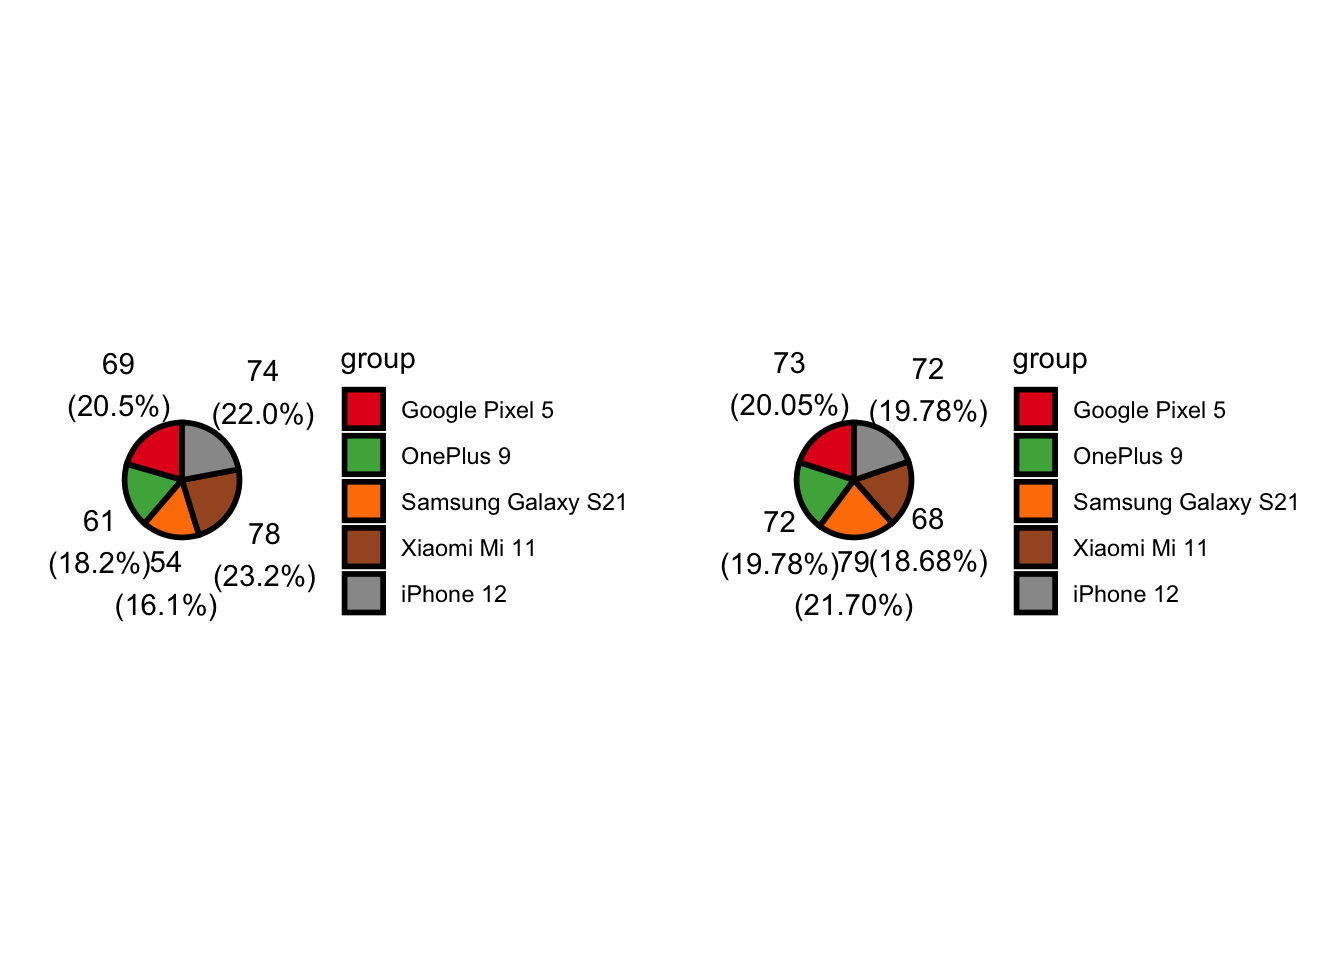 69
(20.5%)
74
(22.0%)
61
(18.2%)
54
(16.1%)
78
(23.2%)
group
Google Pixel 5
OnePlus 9
Samsung Galaxy S21
Xiaomi Mi 11
iPhone 12
73
(20.05%)
72
(19.78%)
72
(19.78%)
79
(21.70%)
68
(18.68%)
group
Google Pixel 5
OnePlus 9
Samsung Galaxy S21
Xiaomi Mi 11
iPhone 12